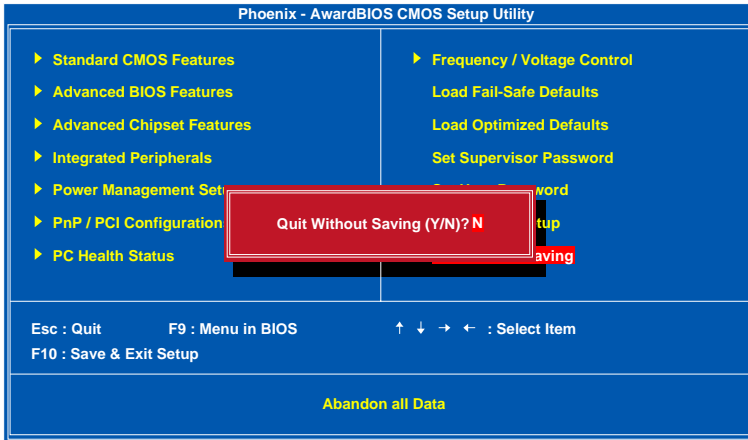 Phoenix - AwardBIOS CMOS Setup Utility
Standard CMOS Features
Advanced BIOS Features
Advanced Chipset Features
Integrated Peripherals
Power Management Set
PnP / PCI Configuration
PC Health Status
Frequency / Voltage Control
Load Fail-Safe Defaults
Load Optimized Defaults
Set Supervisor Password
word
tup
aving
Quit Without Saving (Y/N)? N
Esc : Quit F9 : Menu in BIOS ↑ ↓ → ← : Select Item
F10 : Save & Exit Setup
Abandon all Data